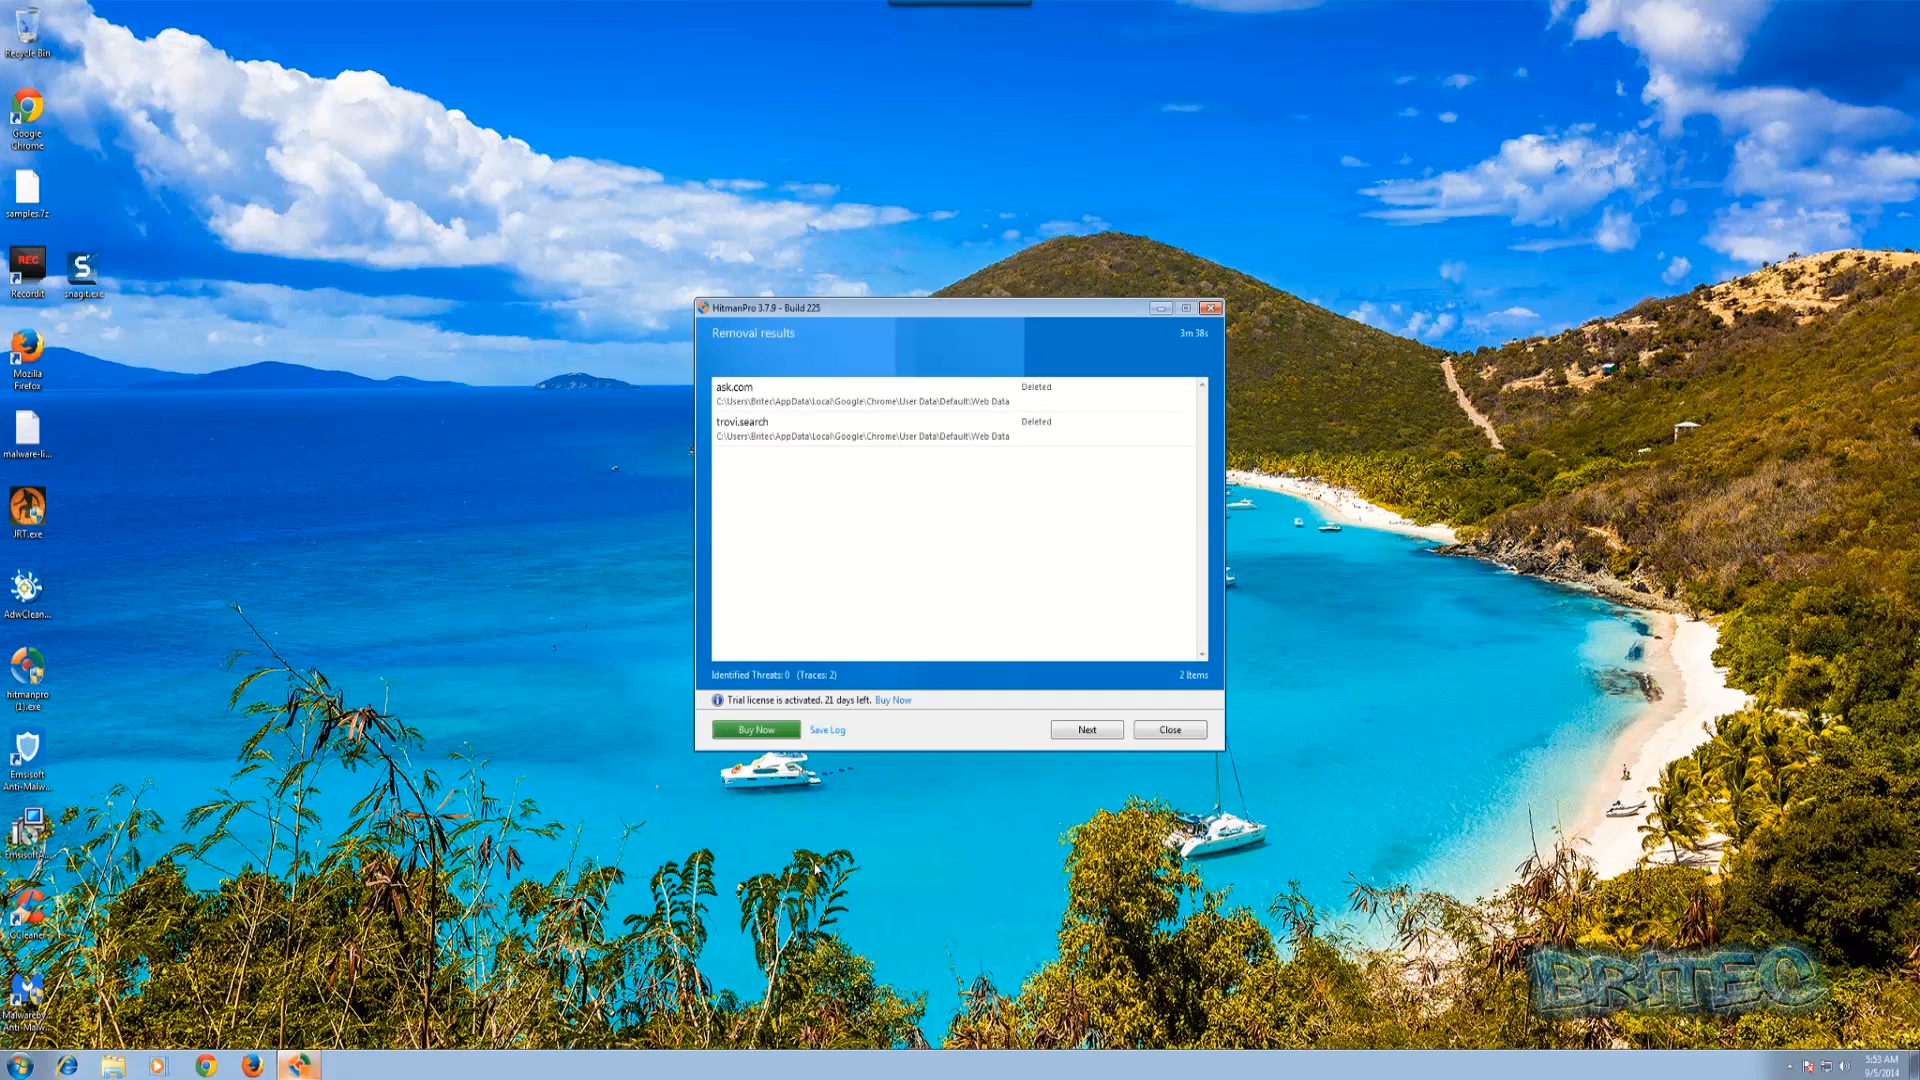 Recycle Bin
Google
Chrome
samples.7z
REC
Recordit
S
snagit.exe
Mozilla
Firefox
malware-li...
JRT.exe
AdwClean...
hitmanpro
(1).exe
Emsisoft
Anti-Malw...
EmsisoftA...
CCleaner
Malwareby...
Anti-Malw...
HitmanPro 3.7.9 - Build 225
Removal results
3m 38s
ask.com
Deleted
C:\Users\Britec\AppData\Local\Google\Chrome\User Data\Default\Web Data
trovi.search
Deleted
C:\Users\Britec\AppData\Local\Google\Chrome\User Data\Default\Web Data
Identified Threats: 0 (Traces: 2)
2 Items
Trial license is activated. 21 days left. Buy Now
Buy Now
Save Log
Next
Close
BRITEC
5:53 AM
9/5/2014